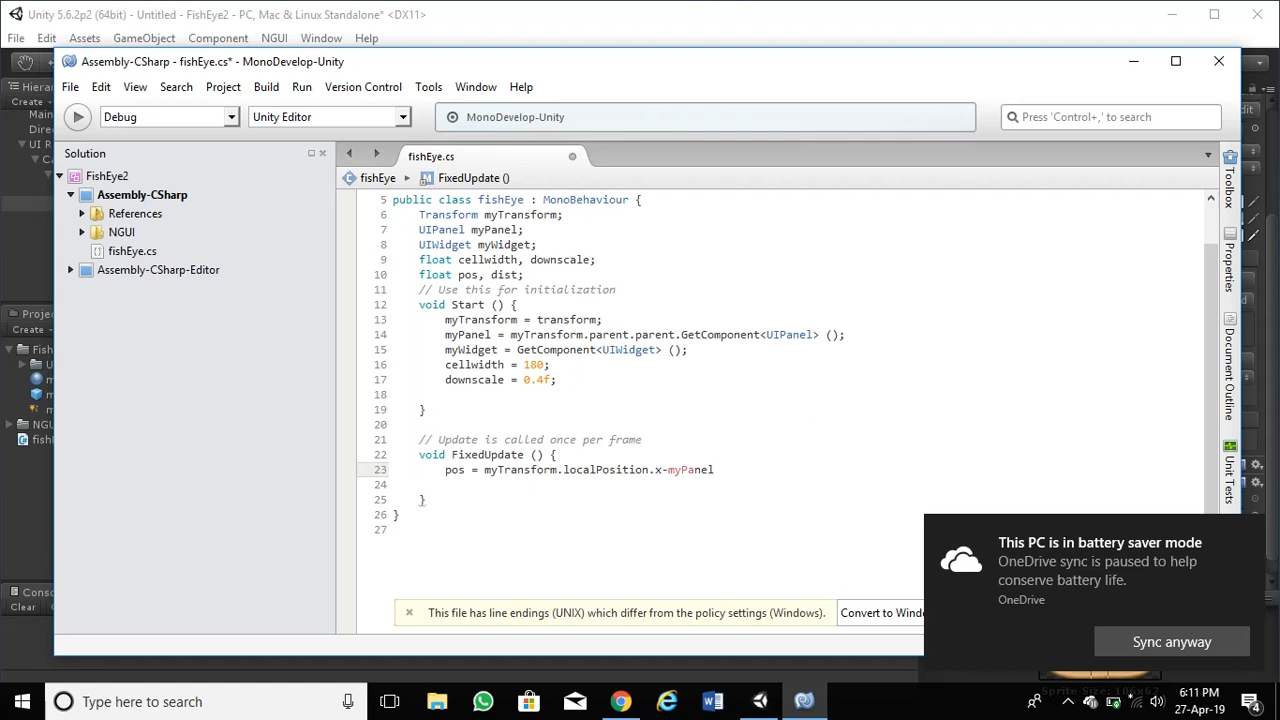 Unity 5.6.2p2 (64bit) - Untitled - FishEye2 - PC, Mac & Linux Standalone* <DX11>
File Edit Assets GameObject Component NGUI Window Help
Assembly-CSharp - fishEye.cs* - MonoDevelop-Unity
File Edit View Search Project Build Run Version Control Tools Window Help
Debug Unity Editor MonoDevelop-Unity Press 'Control+,' to search
Hierar
Create
Main
Direc
UI R
Ca
Projec
Create
Fish
U
m
m
m
NGU
fishl
Conso
Clear
Solution
FishEye2
Assembly-CSharp
References
NGUI
fishEye.cs
Assembly-CSharp-Editor
fishEye.cs
fishEye FixedUpdate ()
5 public class fishEye : MonoBehaviour {
6 Transform myTransform;
7 UIPanel myPanel;
8 UIWidget myWidget;
9 float cellwidth, downscale;
10 float pos, dist;
11 // Use this for initialization
12 void Start () {
13 myTransform = transform;
14 myPanel = myTransform.parent.parent.GetComponent<UIPanel> ();
15 myWidget = GetComponent<UIWidget> ();
16 cellwidth = 180;
17 downscale = 0.4f;
18
19 }
21 // Update is called once per frame
22 void FixedUpdate () {
23 pos = myTransform.localPosition.x-myPanel
24
25 }
26 }
27
This file has line endings (UNIX) which differ from the policy settings (Windows). Convert to Windo
Toolbox
Properties
Document Outline
Unit Tests
This PC is in battery saver mode
OneDrive sync is paused to help
conserve battery life.
OneDrive
Sync anyway
Sprite Size: 106x62
Type here to search
6:11 PM
27-Apr-19
4